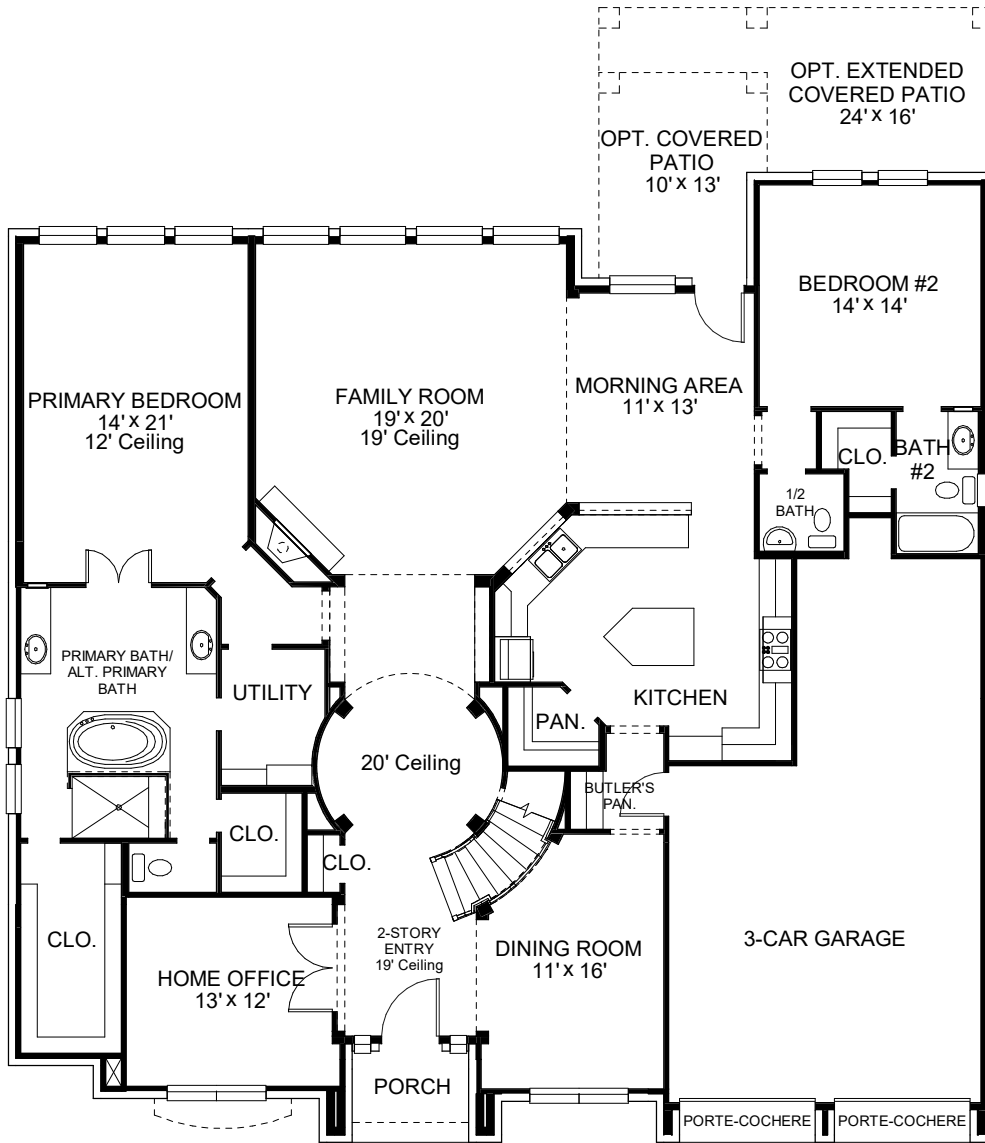 OPT. EXTENDED
COVERED PATIO
24' x 16'
OPT. COVERED
PATIO
10' x 13'
BEDROOM #2
14' x 14'
PRIMARY BEDROOM
14' x 21'
12' Ceiling
FAMILY ROOM
19' x 20'
19' Ceiling
MORNING AREA
11' x 13'
CLO.
BATH
#2
1/2
BATH
PRIMARY BATH/
ALT. PRIMARY
BATH
UTILITY
KITCHEN
PAN.
20' Ceiling
BUTLER'S
PAN.
CLO.
CLO.
CLO.
2-STORY
ENTRY
19' Ceiling
HOME OFFICE
13' x 12'
DINING ROOM
11' x 16'
3-CAR GARAGE
PORCH
PORTE-COCHERE
PORTE-COCHERE